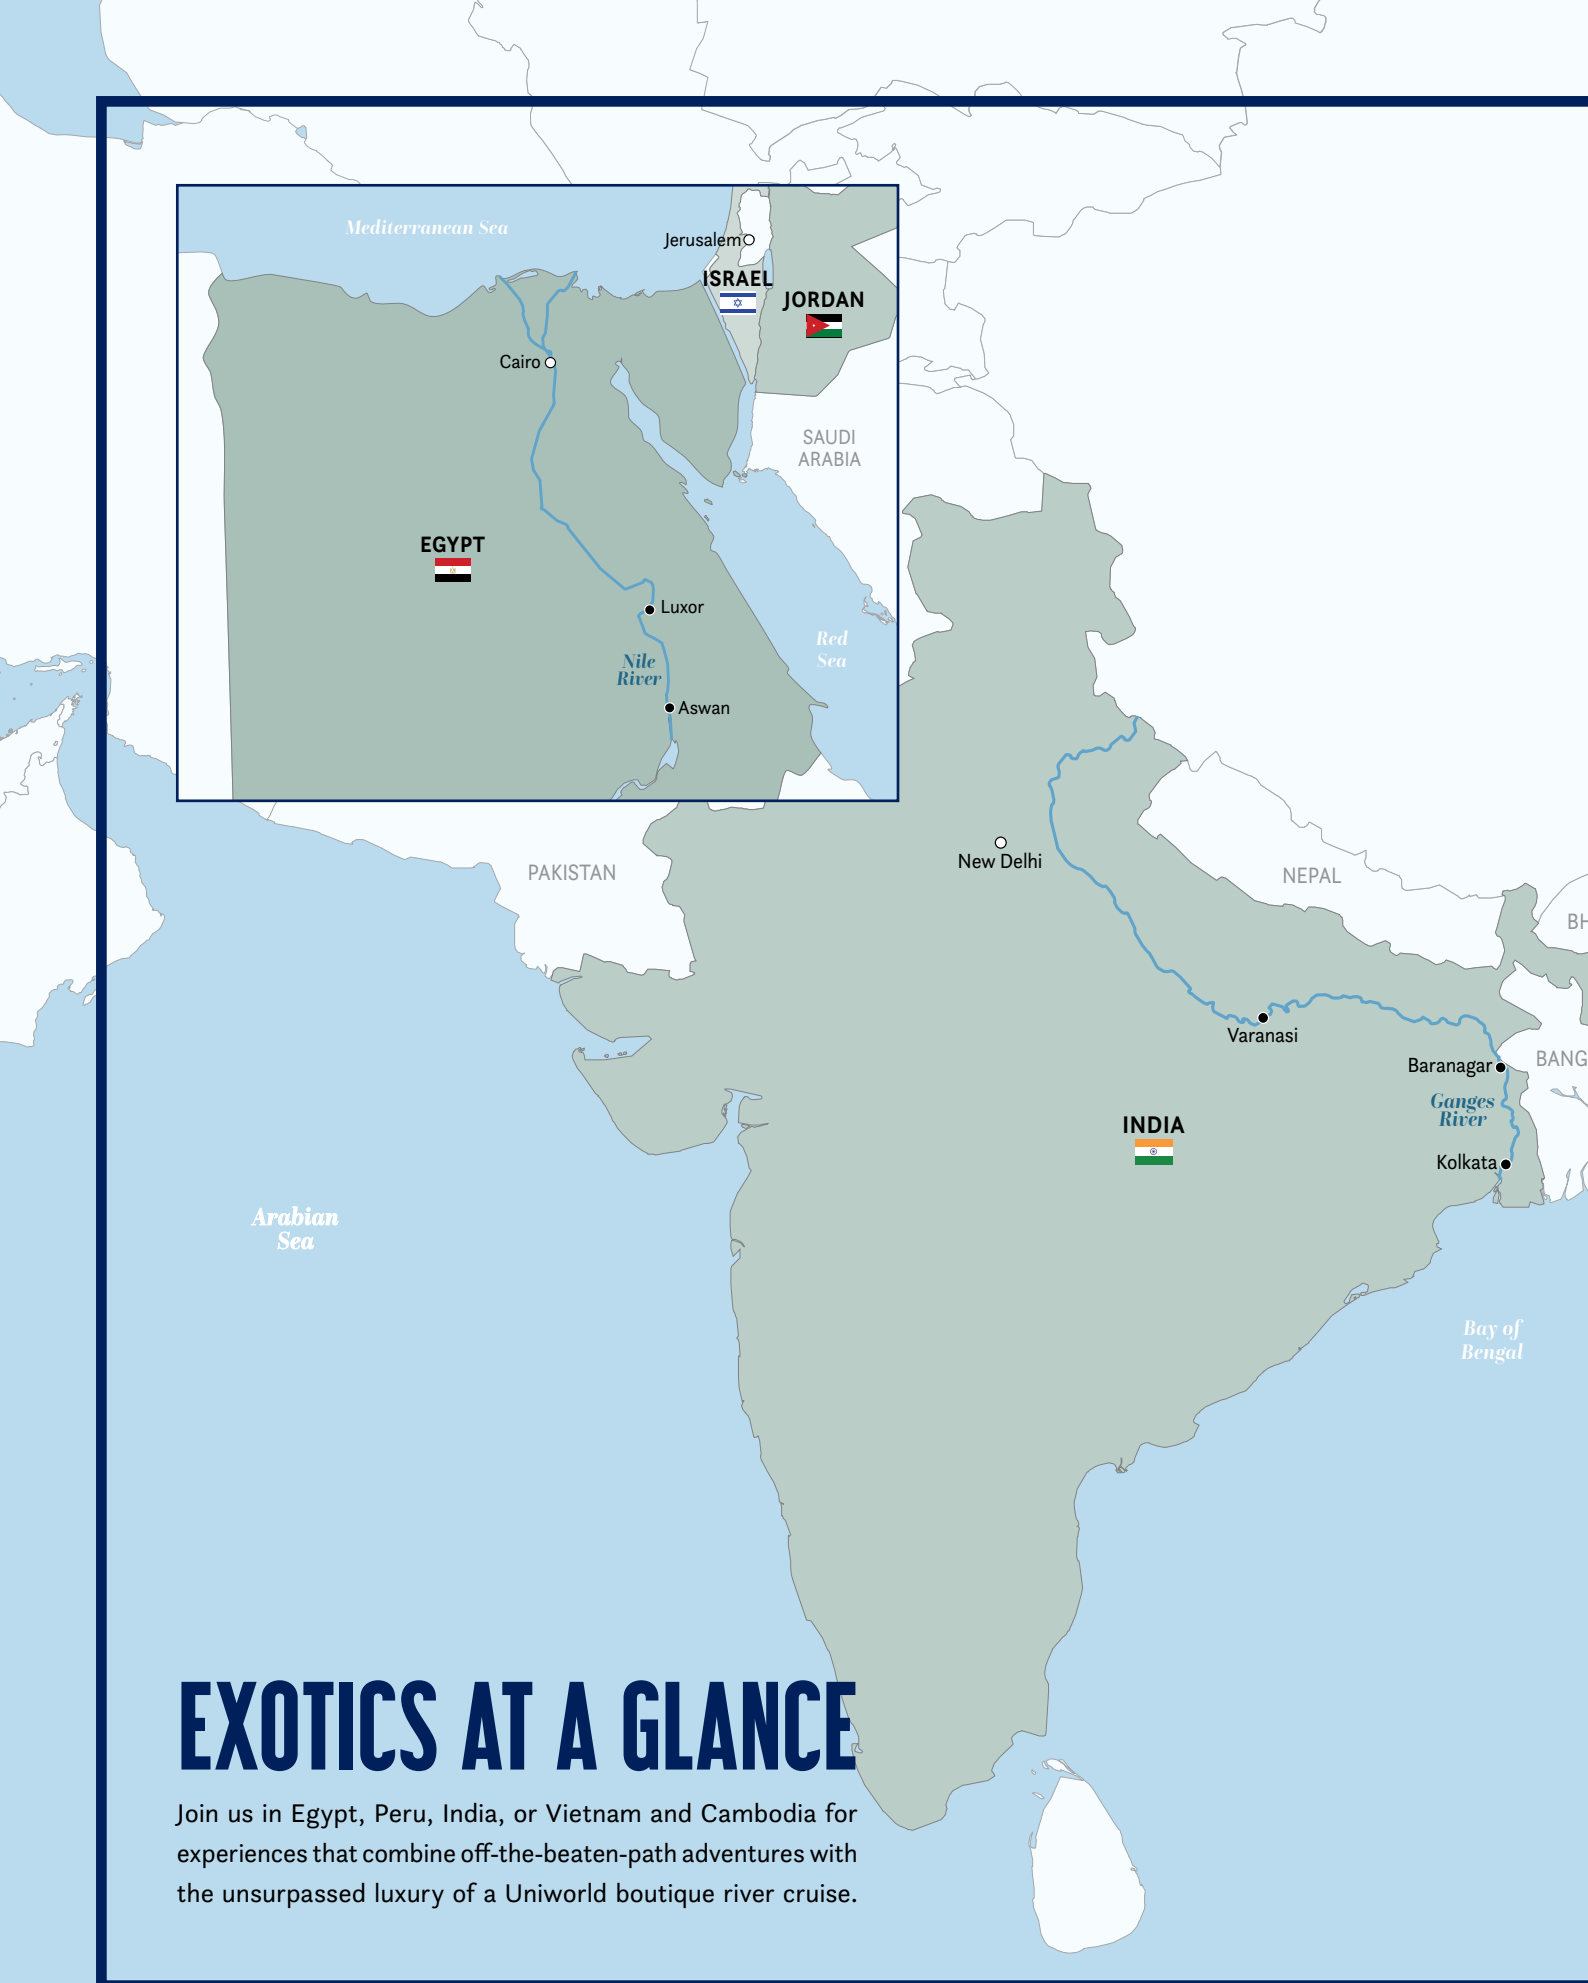 Mediterranean Sea
Jerusalem
ISRAEL
JORDAN
Cairo
SAUDI
ARABIA
EGYPT
Luxor
Red
Sea
Nile
River
Aswan
New Delhi
PAKISTAN
NEPAL
BH
Varanasi
BANG
Baranagar
Ganges
River
INDIA
Kolkata
Arabian
Sea
Bay of
Bengal
EXOTICS AT A GLANCE
Join us in Egypt, Peru, India, or Vietnam and Cambodia for
experiences that combine off-the-beaten-path adventures with
the unsurpassed luxury of a Uniworld boutique river cruise.